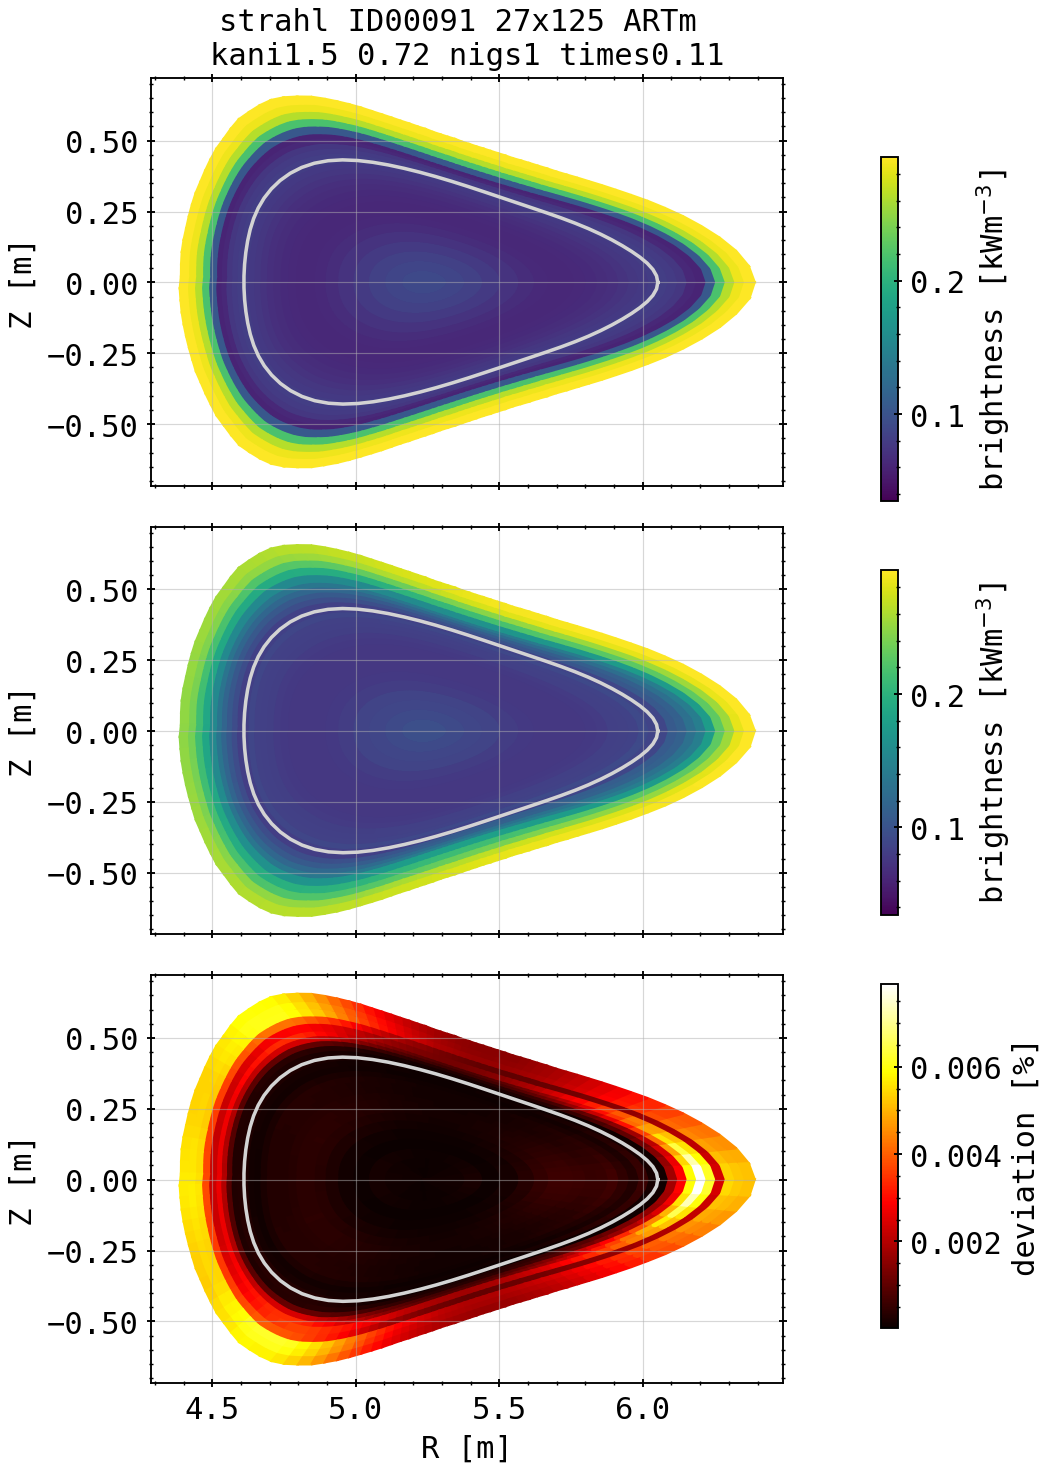 strahl ID00091 27x125 ARTm
kani1.5 0.72 nigs1 times0.11
0.50
0.25
0.00
−0.25
−0.50
Z [m]
0.2
0.1
brightness [kWm⁻³]
0.50
0.25
0.00
−0.25
−0.50
Z [m]
0.2
0.1
brightness [kWm⁻³]
0.50
0.25
0.00
−0.25
−0.50
Z [m]
4.5 5.0 5.5 6.0
R [m]
0.006
0.004
0.002
deviation [%]